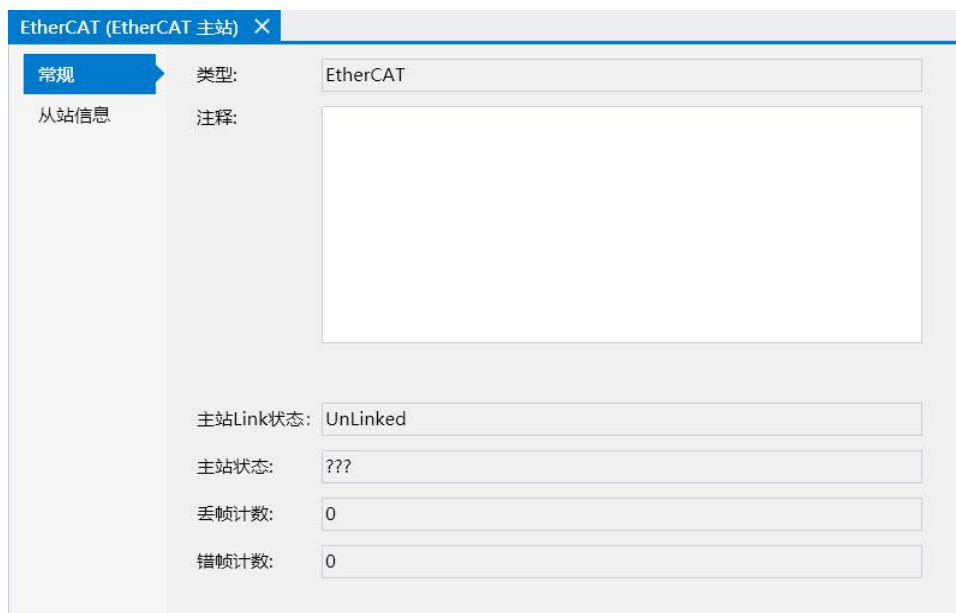 EtherCAT (EtherCAT 主站) ×
常规
类型:
EtherCAT
从站信息
注释:
主站Link状态:
UnLinked
主站状态:
???
丢帧计数:
0
错帧计数:
0